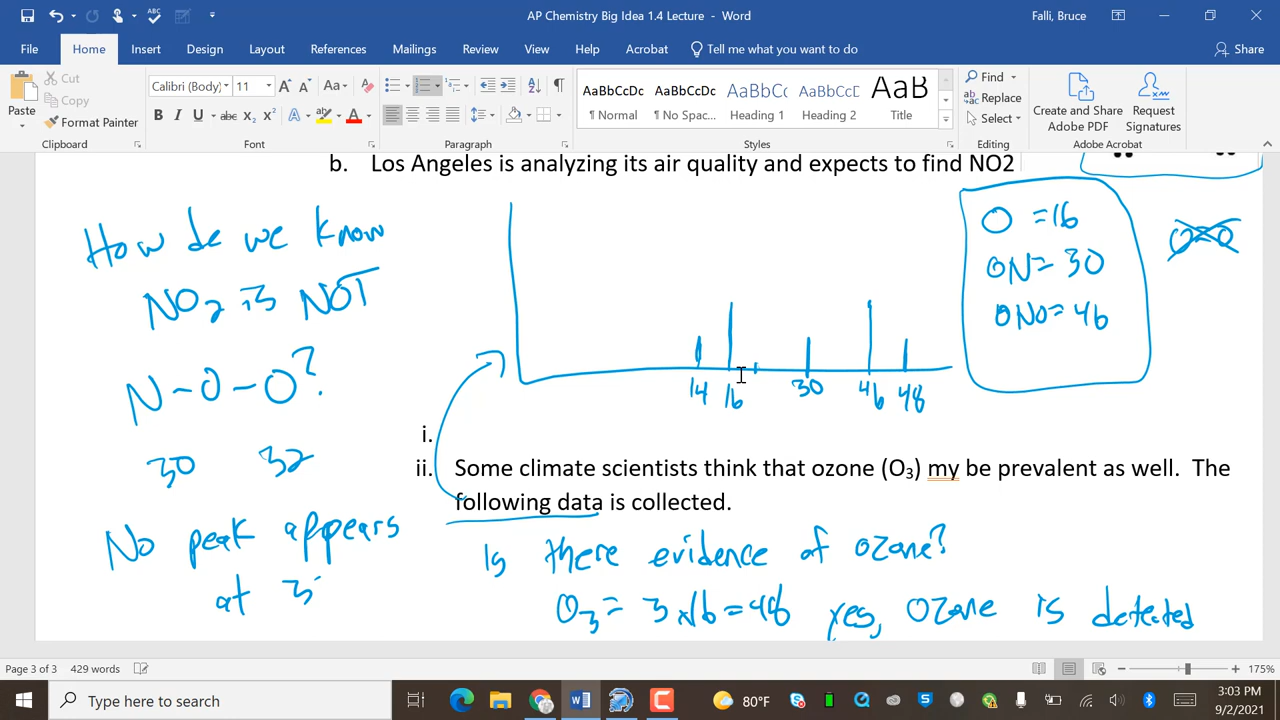 AP Chemistry Big Idea 1.4 Lecture - Word
Falli, Bruce
File Home Insert Design Layout References Mailings Review View Help Acrobat Tell me what you want to do Share
Paste Cut Copy Format Painter
Clipboard
Calibri (Body) 11 Aa
B I U abc x2 x2 A A
Font
Paragraph
AaBbCcDc AaBbCcDc AaBbCc AaBbCcD AaB
¶ Normal ¶ No Spac... Heading 1 Heading 2 Title
Styles
Find Replace Select
Editing
Create and Share Adobe PDF
Request Signatures
Adobe Acrobat
b. Los Angeles is analyzing its air quality and expects to find NO2
How do we know
NO2 is NOT
N-O-O?
30 32
No peak appears
at 3
14 16 30 46 48
O = 16
ON = 30
ONO = 46
O=O
i.
ii. Some climate scientists think that ozone (O3) my be prevalent as well. The
following data is collected.
Is there evidence of ozone?
O3 = 3x16 = 48 yes, Ozone is detected
Page 3 of 3 429 words
175%
Type here to search
80°F
3:03 PM
9/2/2021